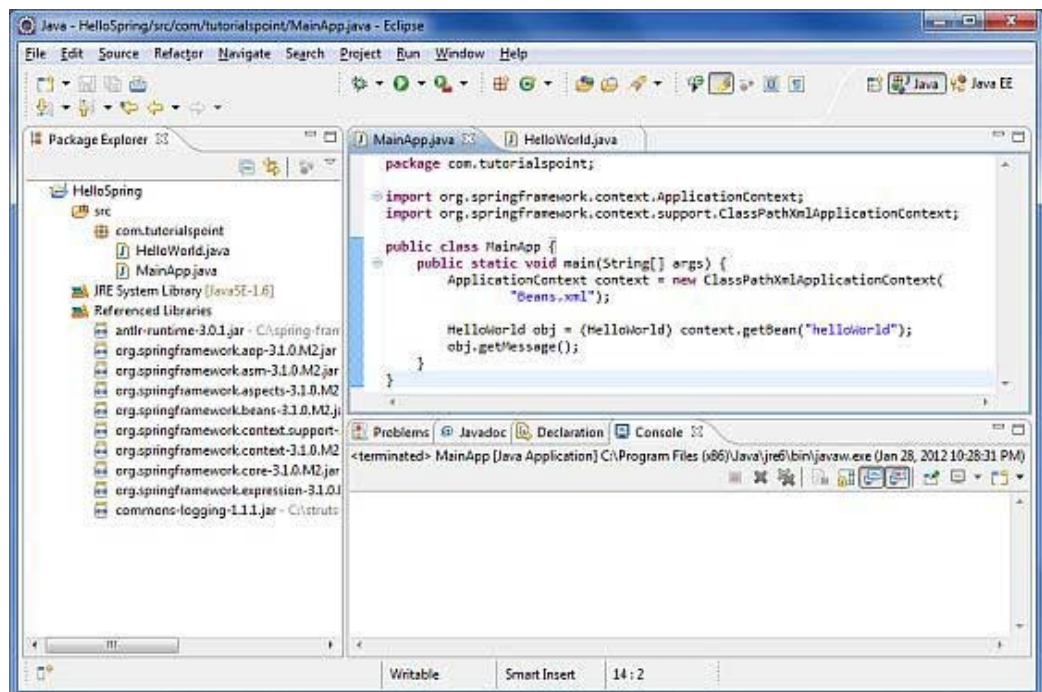 Java - HelloSpring/src/com/tutorialspoint/MainApp.java - Eclipse
File Edit Source Refactor Navigate Search Project Run Window Help
Java Java EE
Package Explorer
HelloSpring
src
com.tutorialspoint
HelloWorld.java
MainApp.java
JRE System Library [JavaSE-1.6]
Referenced Libraries
antlr-runtime-3.0.1.jar - C:\spring-fram
org.springframework.aop-3.1.0.M2.jar
org.springframework.asm-3.1.0.M2.jar
org.springframework.aspects-3.1.0.M2
org.springframework.beans-3.1.0.M2.ja
org.springframework.context.support-
org.springframework.context-3.1.0.M2
org.springframework.core-3.1.0.M2.jar
org.springframework.expression-3.1.0.
commons-logging-1.1.1.jar - C:\struts
MainApp.java HelloWorld.java
package com.tutorialspoint;
import org.springframework.context.ApplicationContext;
import org.springframework.context.support.ClassPathXmlApplicationContext;
public class MainApp {
public static void main(String[] args) {
ApplicationContext context = new ClassPathXmlApplicationContext(
"Beans.xml");
HelloWorld obj = (HelloWorld) context.getBean("helloWorld");
obj.getMessage();
}
}
Problems Javadoc Declaration Console
<terminated> MainApp [Java Application] C:\Program Files (x86)\Java\jre6\bin\javaw.exe (Jan 28, 2012 10:28:31 PM)
Writable Smart Insert 14 : 2